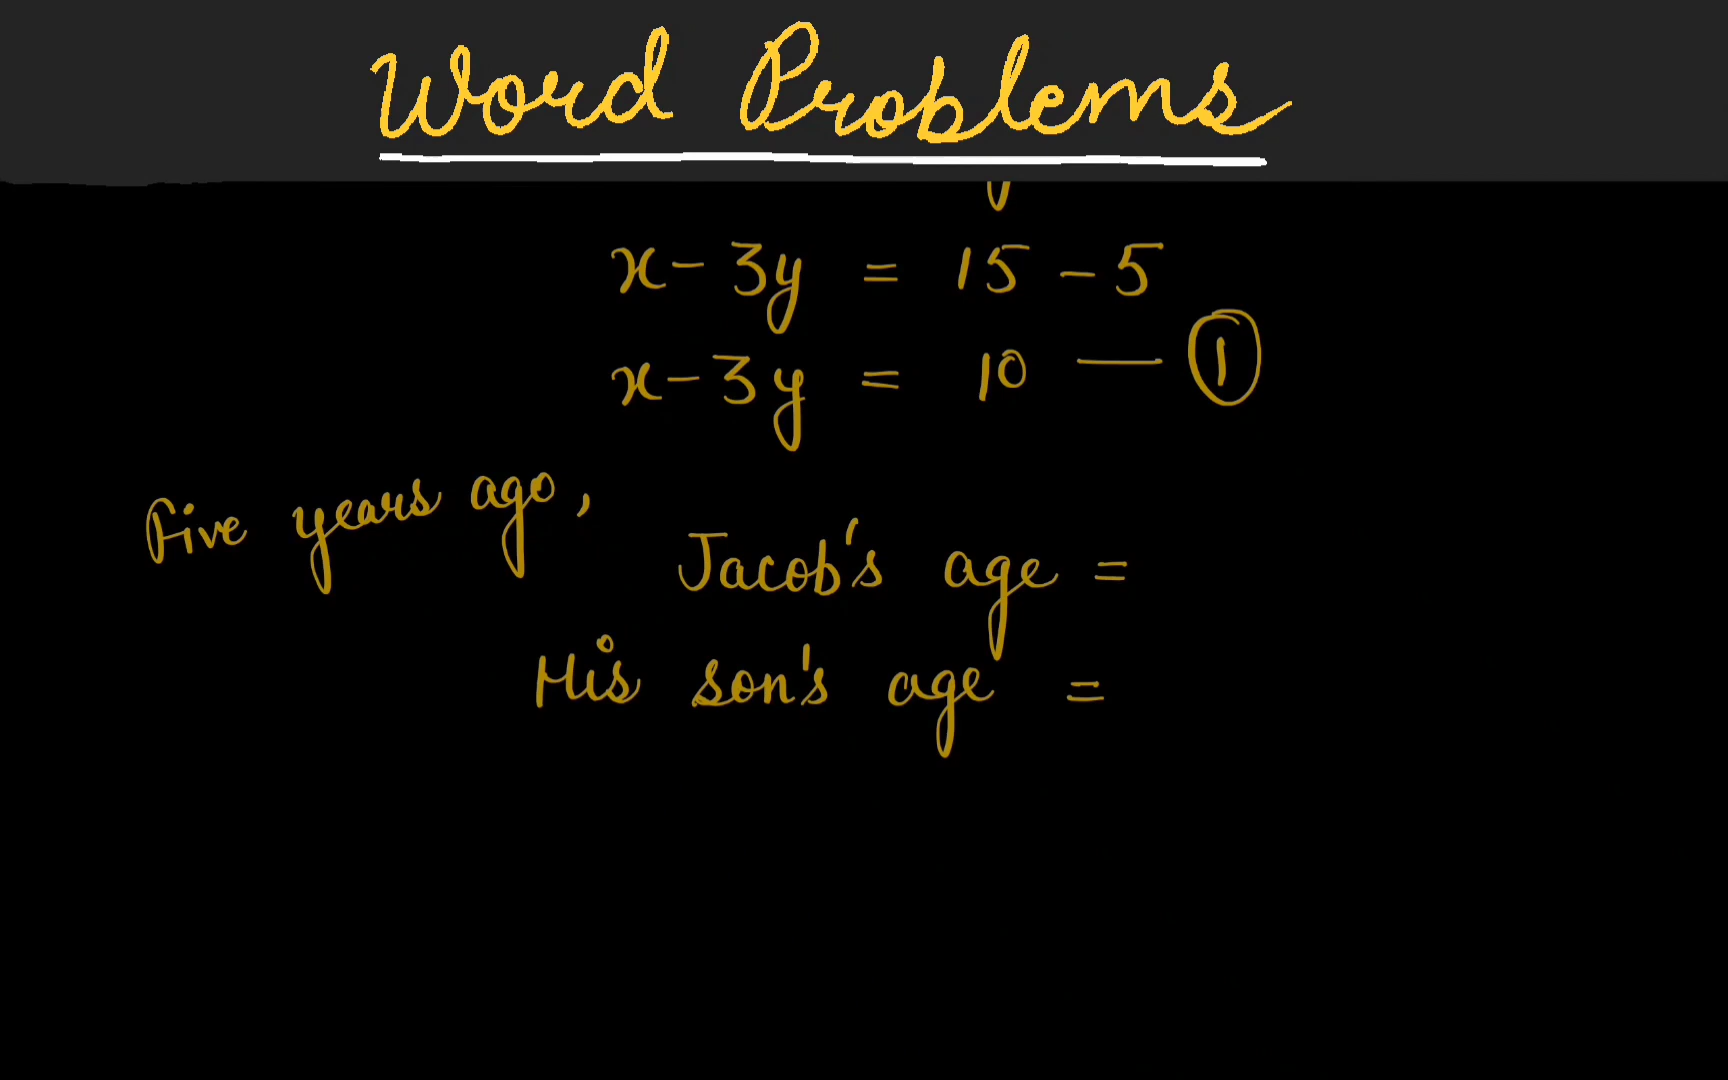 Word Problems
x - 3y = 15 - 5
x - 3y = 10 — 1
Five years ago,
Jacob's age =
His son's age =